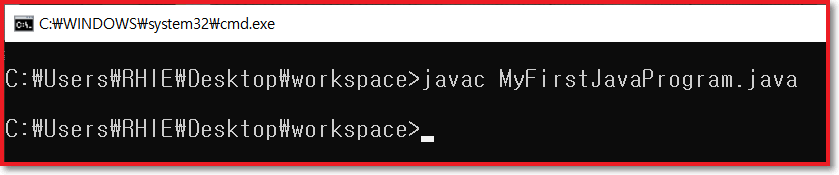 C:₩WINDOWS₩system32₩cmd.exe
C:₩Users₩RHIE₩Desktop₩workspace>javac MyFirstJavaProgram.java
C:₩Users₩RHIE₩Desktop₩workspace>_